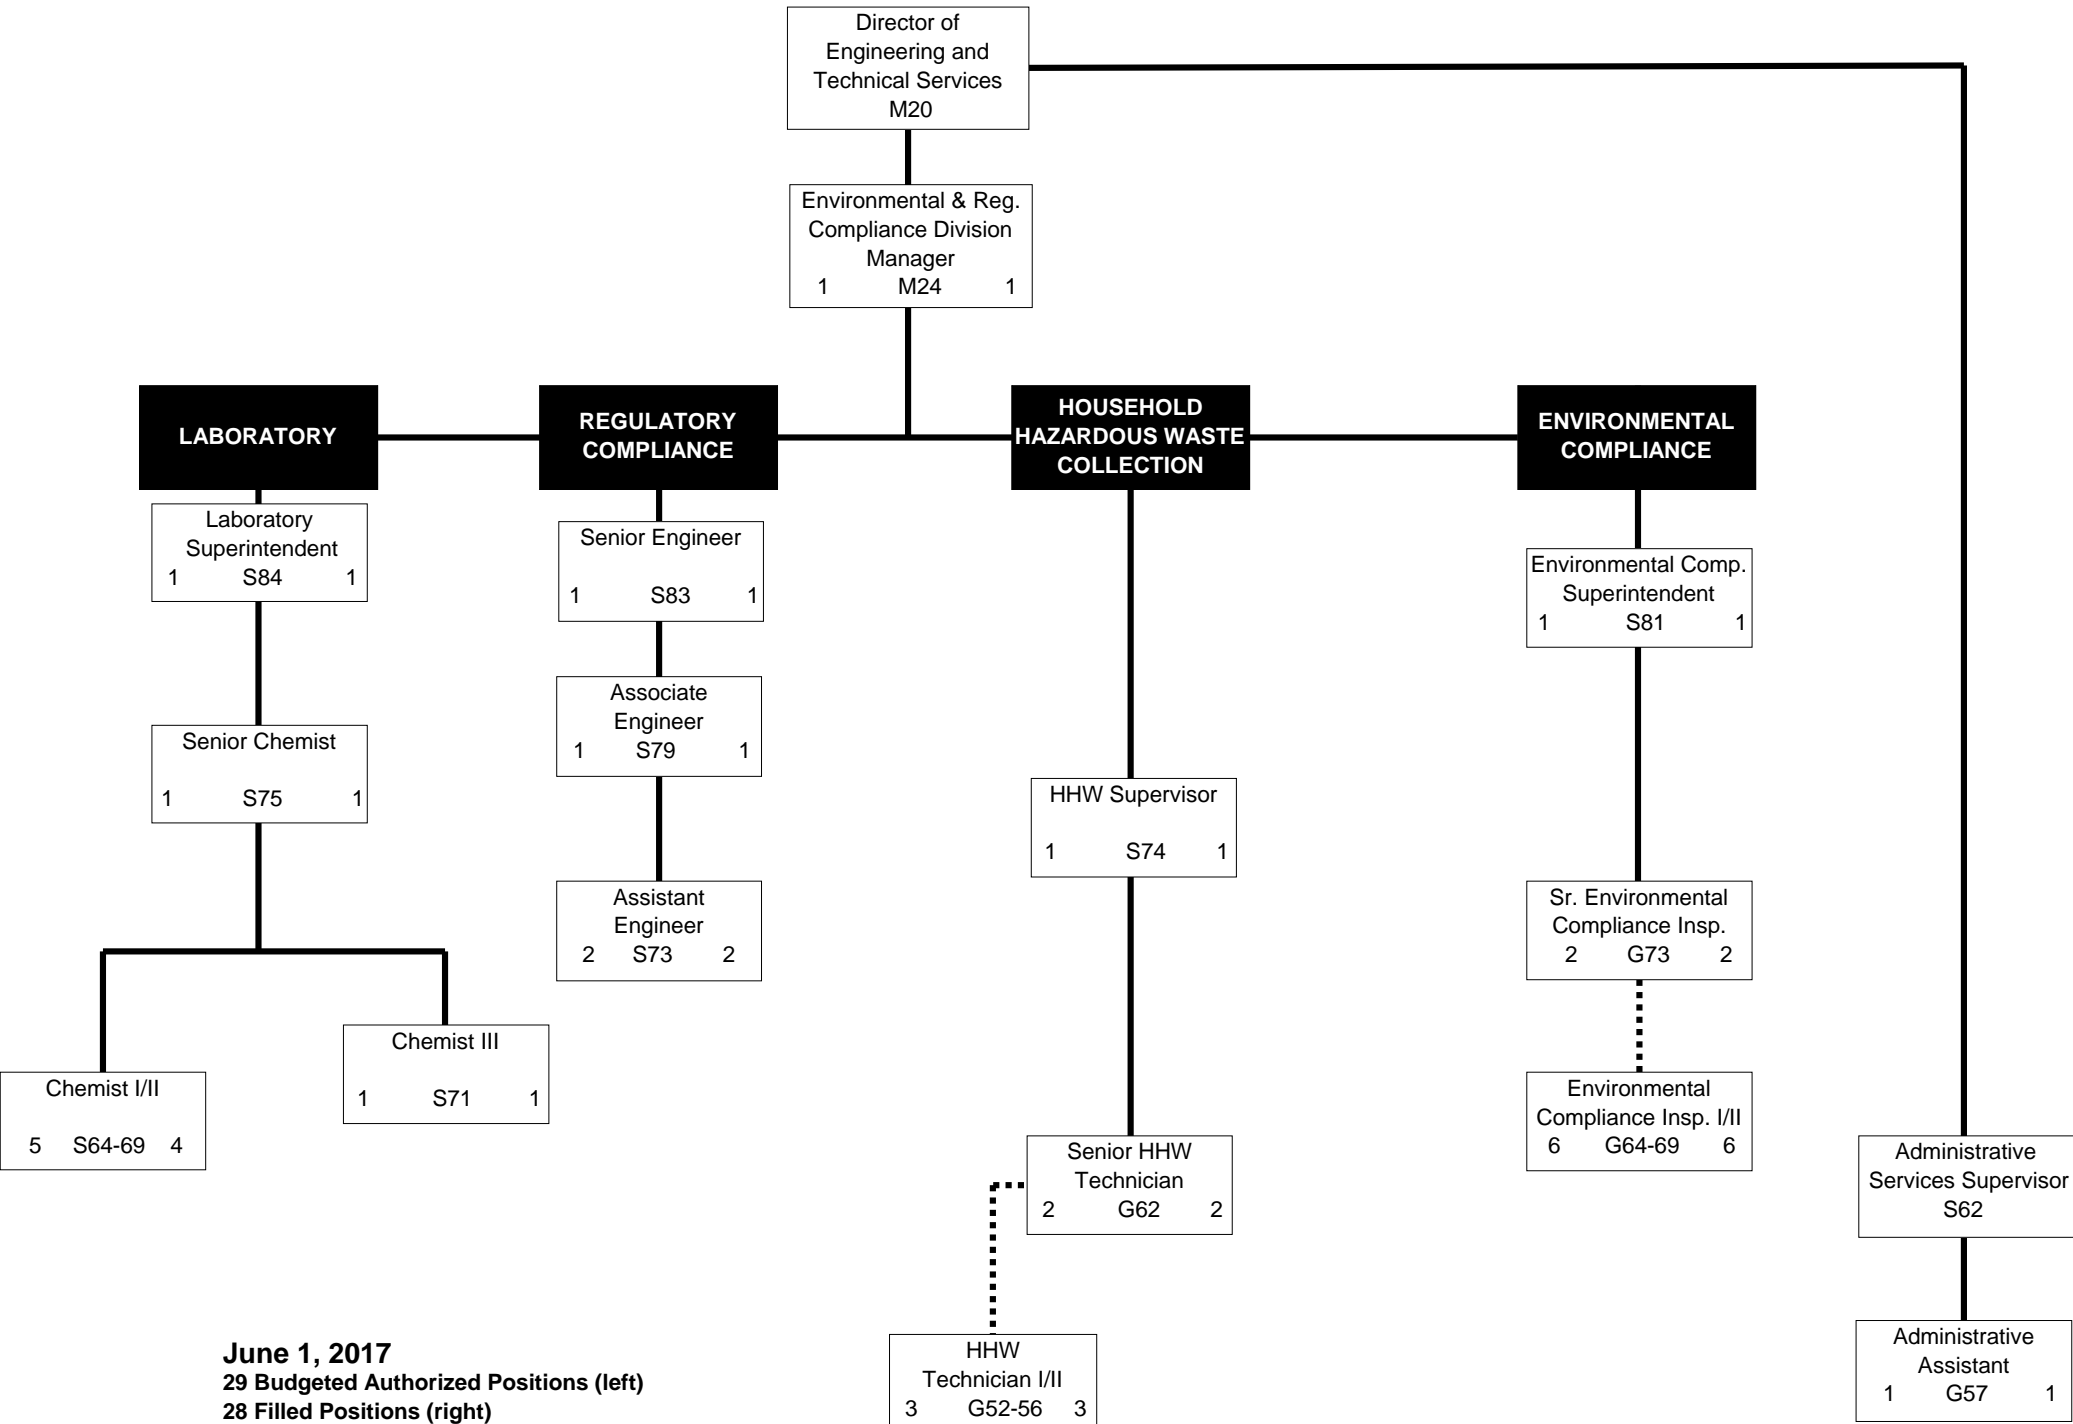 Director of
Engineering and
Technical Services
M20
Environmental & Reg.
Compliance Division
Manager
1 M24 1
LABORATORY
REGULATORY
COMPLIANCE
HOUSEHOLD
HAZARDOUS WASTE
COLLECTION
ENVIRONMENTAL
COMPLIANCE
Laboratory
Superintendent
1 S84 1
Senior Engineer
1 S83 1
Environmental Comp.
Superintendent
1 S81 1
Associate
Engineer
1 S79 1
Senior Chemist
1 S75 1
HHW Supervisor
1 S74 1
Assistant
Engineer
2 S73 2
Sr. Environmental
Compliance Insp.
2 G73 2
Chemist III
1 S71 1
Chemist I/II
5 S64-69 4
Environmental
Compliance Insp. I/II
6 G64-69 6
Senior HHW
Technician
2 G62 2
Administrative
Services Supervisor
S62
HHW
Technician I/II
3 G52-56 3
Administrative
Assistant
1 G57 1
June 1, 2017
29 Budgeted Authorized Positions (left)
28 Filled Positions (right)